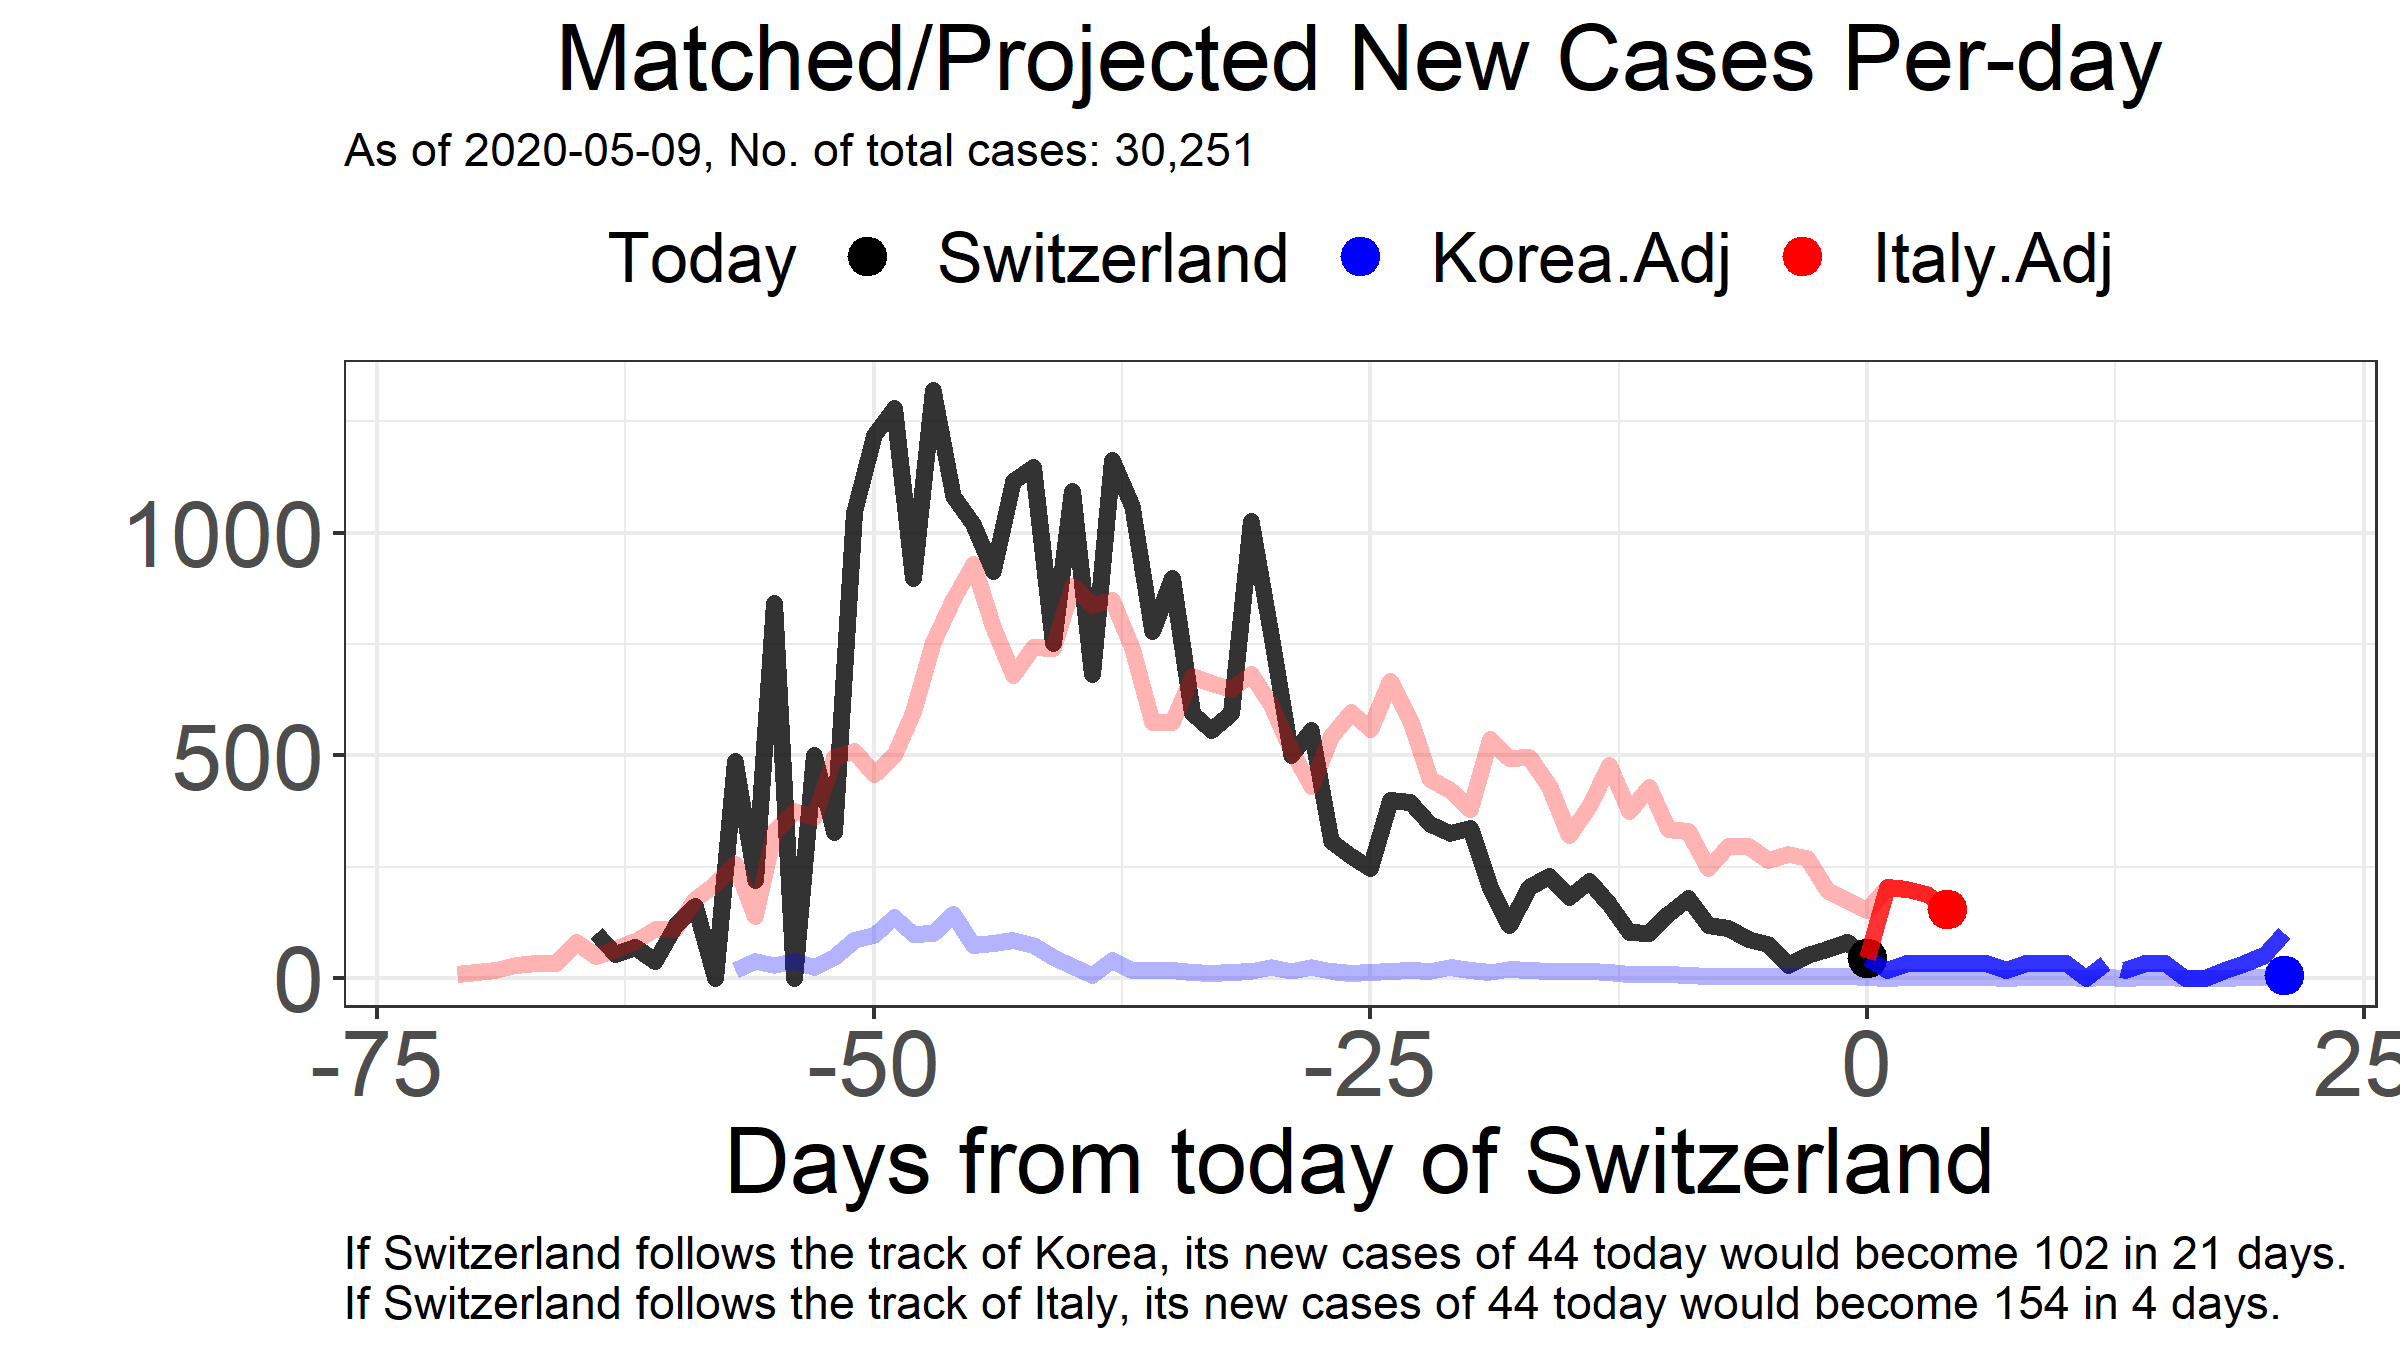 Matched/Projected New Cases Per-day
As of 2020-05-09, No. of total cases: 30,251
Today Switzerland Korea.Adj Italy.Adj
1000
500
0
-75 -50 -25 0 25
Days from today of Switzerland
If Switzerland follows the track of Korea, its new cases of 44 today would become 102 in 21 days.
If Switzerland follows the track of Italy, its new cases of 44 today would become 154 in 4 days.